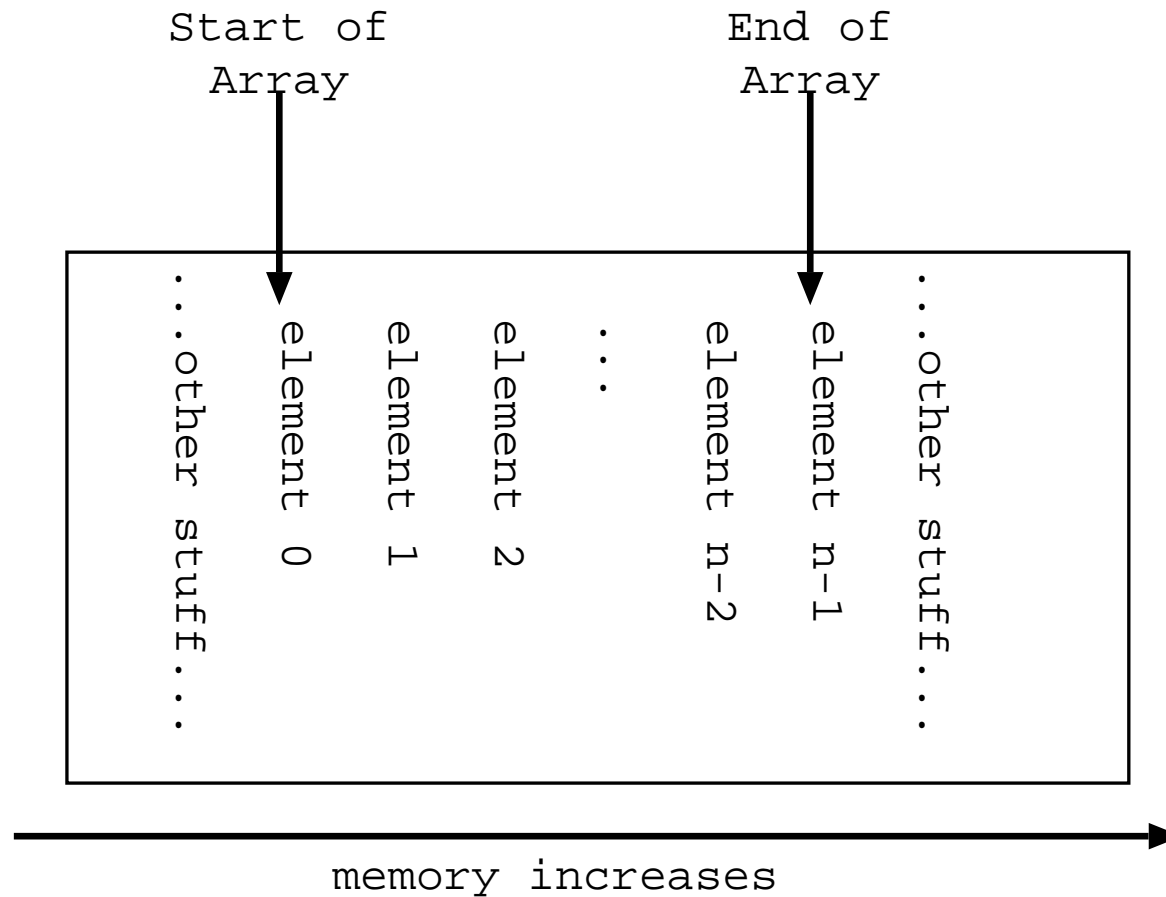 Start of
Array
End of
Array
...other stuff...
element 0
element 1
element 2
...
element n-2
element n-1
...other stuff...
memory increases